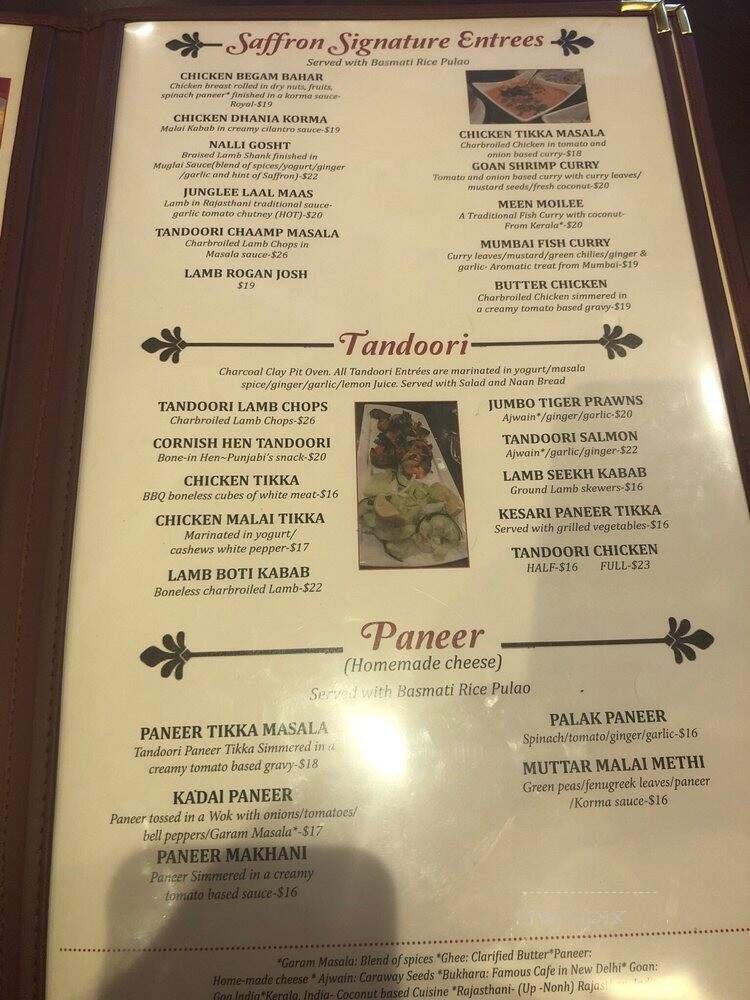 Saffron Signature Entrees
Served with Basmati Rice Pulao
CHICKEN BEGAM BAHAR
Chicken breast rolled in dry nuts, fruits,
spinach paneer* finished in a korma sauce-
Royal-$19
CHICKEN DHANIA KORMA
Malai Kabab in creamy cilantro sauce-$19
NALLI GOSHT
Braised Lamb Shank finished in
Muglai Sauce(blend of spices/yogurt/ginger
/garlic and hint of Saffron)-$22
JUNGLEE LAAL MAAS
Lamb in Rajasthani traditional sauce-
garlic tomato chutney (HOT)-$20
TANDOORI CHAAMP MASALA
Charbroiled Lamb Chops in
Masala sauce-$26
LAMB ROGAN JOSH
$19
CHICKEN TIKKA MASALA
Charbroiled Chicken in tomato and
onion based curry-$18
GOAN SHRIMP CURRY
Tomato and onion based curry with curry leaves/
mustard seeds/fresh coconut-$20
MEEN MOILEE
A Traditional Fish Curry with coconut-
From Kerala*-$20
MUMBAI FISH CURRY
Curry leaves/mustard/green chilies/ginger &
garlic- Aromatic treat from Mumbai-$19
BUTTER CHICKEN
Charbroiled Chicken simmered in
a creamy tomato based gravy-$19
Tandoori
Charcoal Clay Pit Oven. All Tandoori Entrées are marinated in yogurt/masala
spice/ginger/garlic/lemon Juice. Served with Salad and Naan Bread
TANDOORI LAMB CHOPS
Charbroiled Lamb Chops-$26
CORNISH HEN TANDOORI
Bone-in Hen~Punjabi's snack-$20
CHICKEN TIKKA
BBQ boneless cubes of white meat-$16
CHICKEN MALAI TIKKA
Marinated in yogurt/
cashews white pepper-$17
LAMB BOTI KABAB
Boneless charbroiled Lamb-$22
JUMBO TIGER PRAWNS
Ajwain*/ginger/garlic-$20
TANDOORI SALMON
Ajwain*/garlic/ginger-$22
LAMB SEEKH KABAB
Ground Lamb skewers-$16
KESARI PANEER TIKKA
Served with grilled vegetables-$16
TANDOORI CHICKEN
HALF-$16 FULL-$23
Paneer
(Homemade cheese)
Served with Basmati Rice Pulao
PANEER TIKKA MASALA
Tandoori Paneer Tikka Simmered in a
creamy tomato based gravy-$18
KADAI PANEER
Paneer tossed in a Wok with onions/tomatoes/
bell peppers/Garam Masala*-$17
PANEER MAKHANI
Paneer Simmered in a creamy
tomato based sauce-$16
PALAK PANEER
Spinach/tomato/ginger/garlic-$16
MUTTAR MALAI METHI
Green peas/fenugreek leaves/paneer
/Korma sauce-$16
*Garam Masala: Blend of spices *Ghee: Clarified Butter*Paneer:
Home-made cheese * Ajwain: Caraway Seeds *Bukhara: Famous Cafe in New Delhi* Goan:
Goa India*Kerala, India- Coconut based Cuisine *Rajasthani- (Up -Nonh)